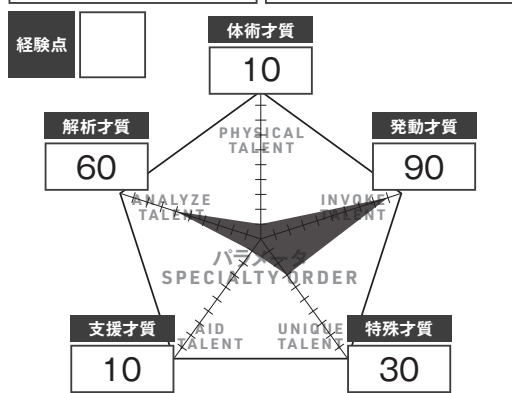 経験点
体術才質
10
PHYSICAL
TALENT
解析才質
60
ANALYZE
TALENT
発動才質
90
INVOKE
TALENT
パラメータ
SPECIALTY ORDER
支援才質
10
AID
TALENT
UNIQUE
TALENT
特殊才質
30